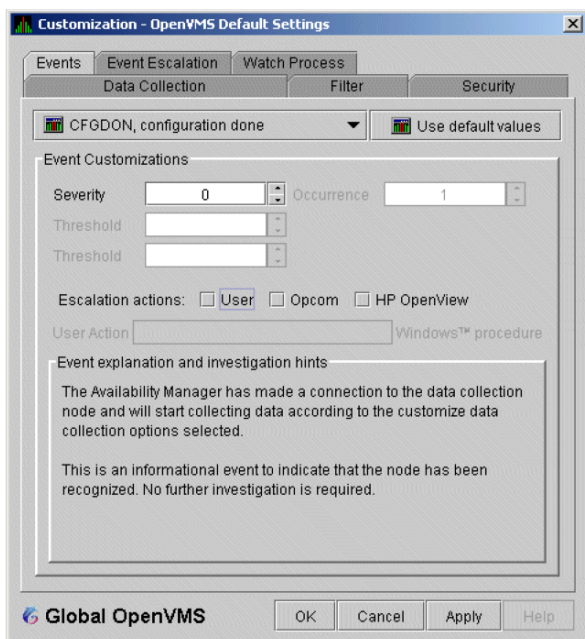 Customization - OpenVMS Default Settings
Events
Event Escalation
Watch Process
Data Collection
Filter
Security
CFGDON, configuration done
Use default values
Event Customizations
Severity 0 Occurrence 1
Threshold
Threshold
Escalation actions: User Opcom HP OpenView
User Action Windows™ procedure
Event explanation and investigation hints
The Availability Manager has made a connection to the data collection
node and will start collecting data according to the customize data
collection options selected.
This is an informational event to indicate that the node has been
recognized. No further investigation is required.
Global OpenVMS
OK
Cancel
Apply
Help